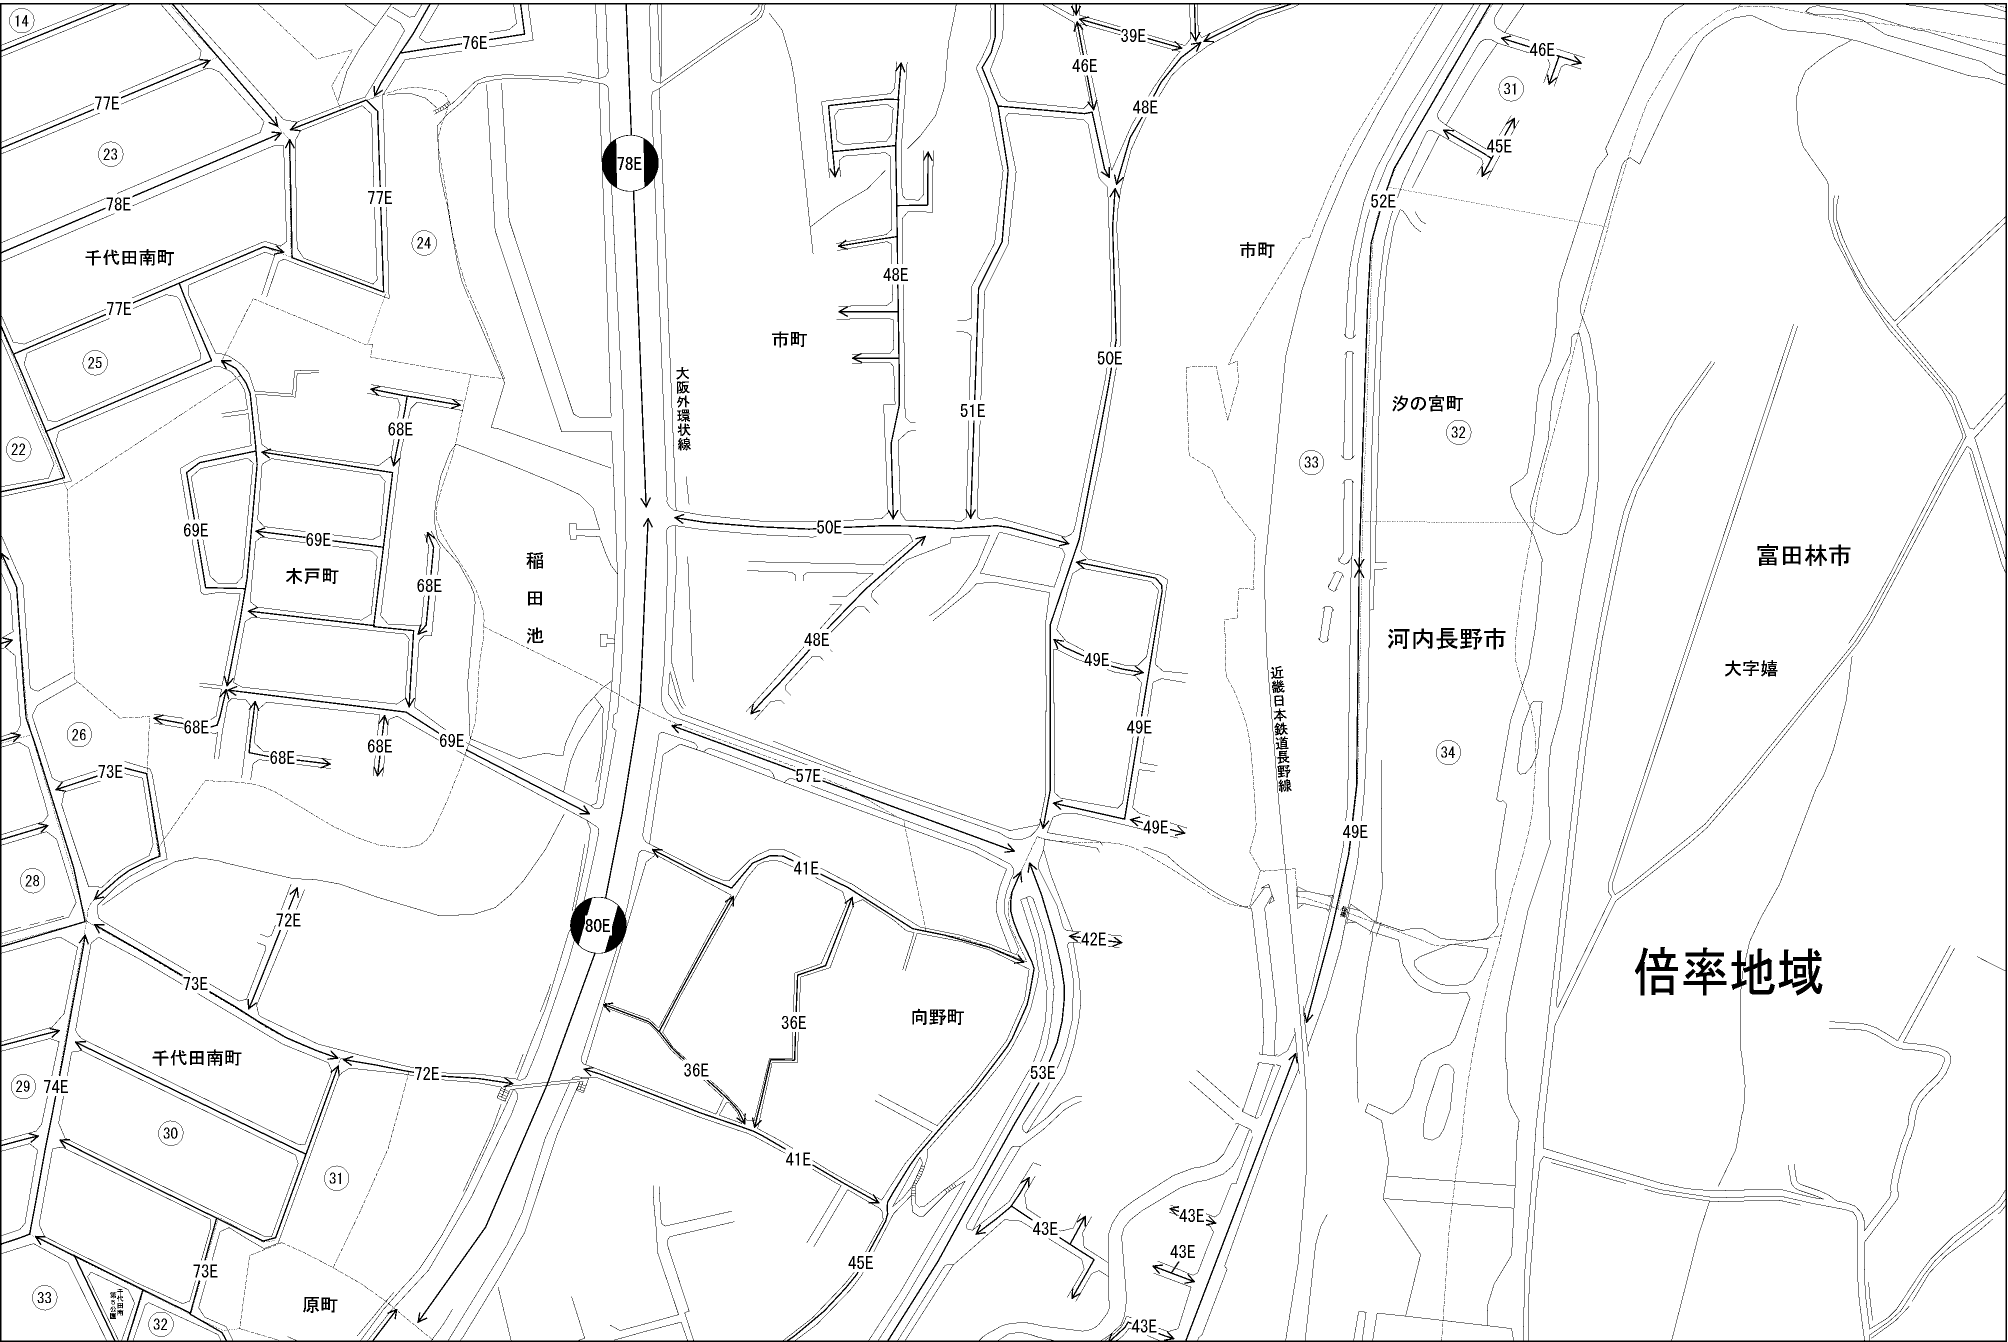 14
76E
39E
46E
46E
77E
48E
31
23
45E
78E
78E
77E
52E
24
千代田南町
市町
48E
77E
市町
25
50E
大阪外環状線
51E
汐の宮町
68E
32
22
33
69E
50E
69E
稲田池
富田林市
木戸町
68E
48E
河内長野市
49E
大字嬉
近畿日本鉄道長野線
68E
49E
26
69E
68E
68E
34
73E
57E
49E
49E
41E
28
72E
80E
42E
倍率地域
73E
36E
向野町
千代田南町
36E
72E
53E
29
74E
30
41E
31
43E
43E
43E
45E
73E
33
原町
32
43E